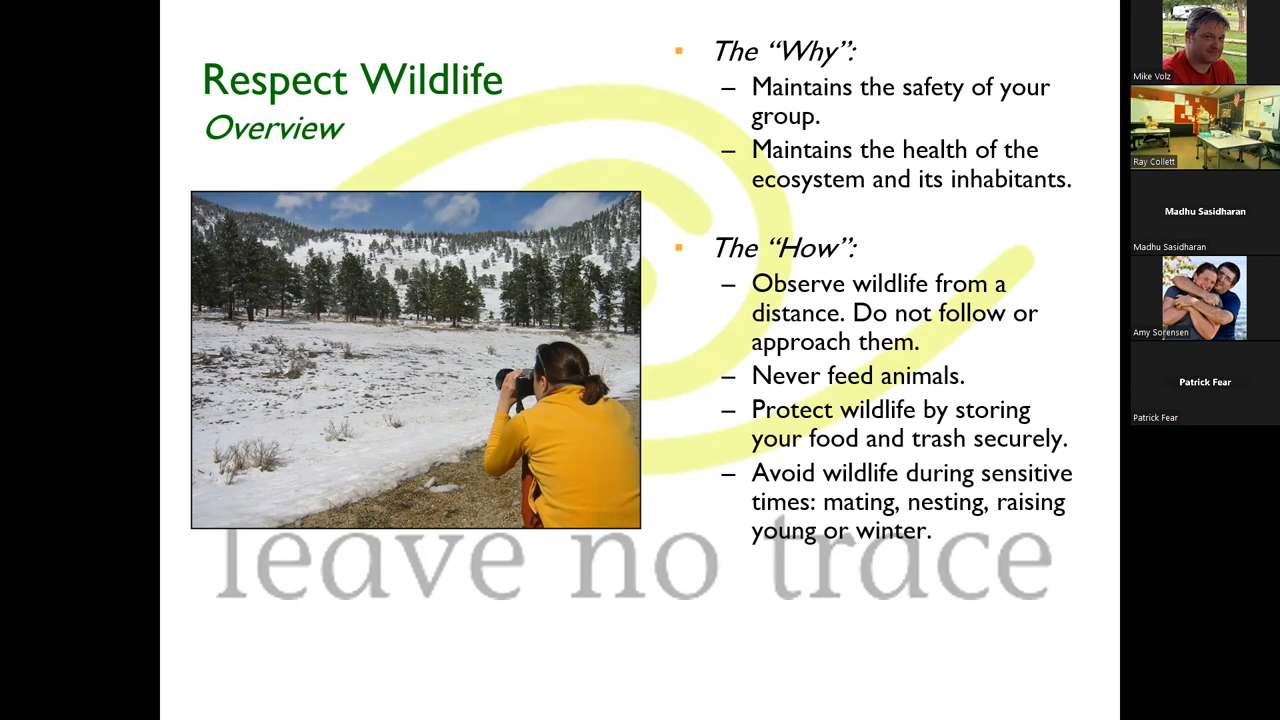 Respect Wildlife
Overview
▪ The “Why”:
– Maintains the safety of your
group.
– Maintains the health of the
ecosystem and its inhabitants.
▪ The “How”:
– Observe wildlife from a
distance. Do not follow or
approach them.
– Never feed animals.
– Protect wildlife by storing
your food and trash securely.
– Avoid wildlife during sensitive
times: mating, nesting, raising
young or winter.
leave no trace
Mike Volz
Ray Collett
Madhu Sasidharan
Madhu Sasidharan
Amy Sorensen
Patrick Fear
Patrick Fear